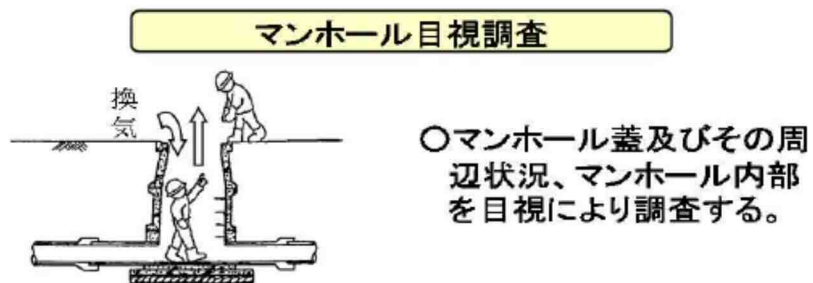 マンホール目視調査
換
気
○マンホール蓋及びその周
辺状況、マンホール内部
を目視により調査する。